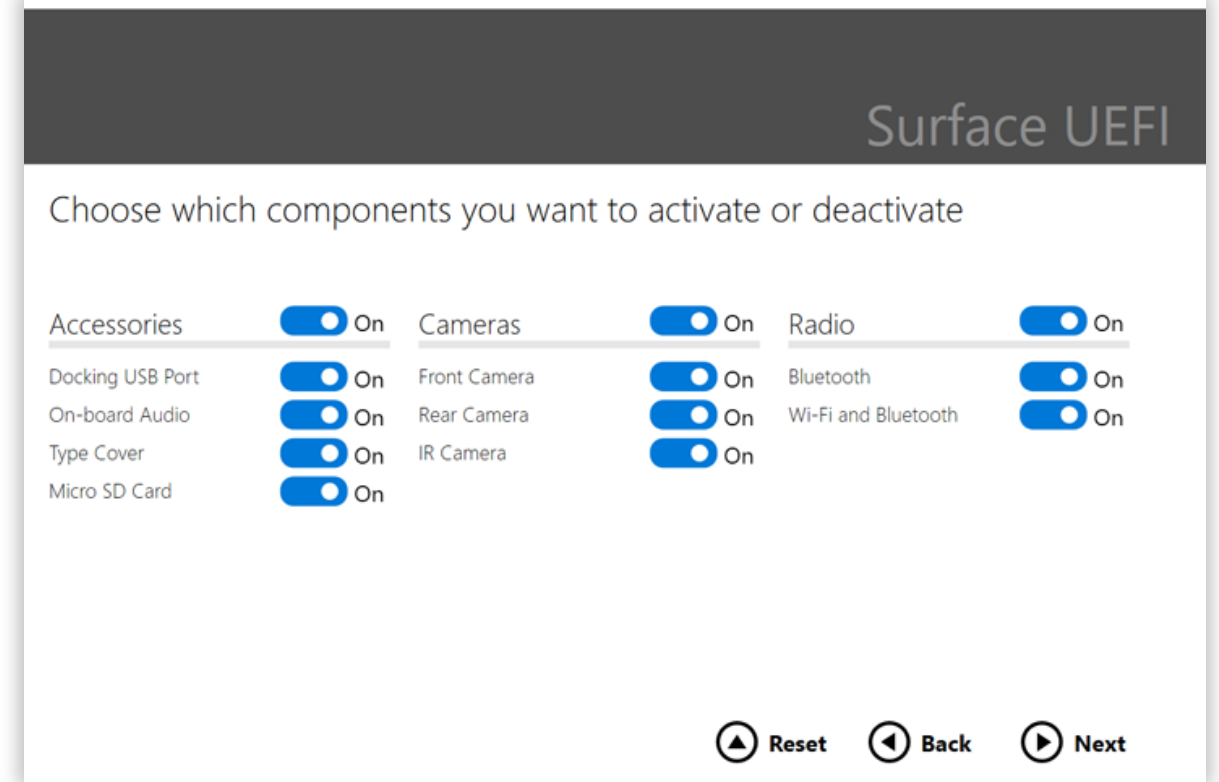 Surface UEFI
Choose which components you want to activate or deactivate
Accessories On
Docking USB Port On
On-board Audio On
Type Cover On
Micro SD Card On
Cameras On
Front Camera On
Rear Camera On
IR Camera On
Radio On
Bluetooth On
Wi-Fi and Bluetooth On
Reset Back Next